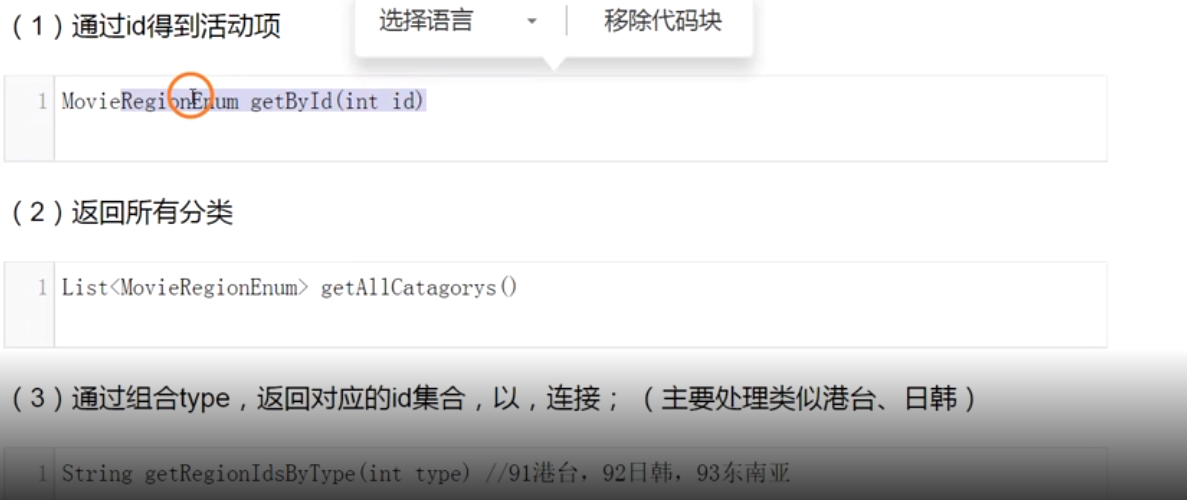 （1）通过id得到活动项
选择语言
移除代码块
1 MovieRegionEnum getById(int id)
（2）返回所有分类
1 List<MovieRegionEnum> getAllCatagorys()
（3）通过组合type，返回对应的id集合，以，连接；（主要处理类似港台、日韩）
1 String getRegionIdsByType(int type) //91港台，92日韩，93东南亚